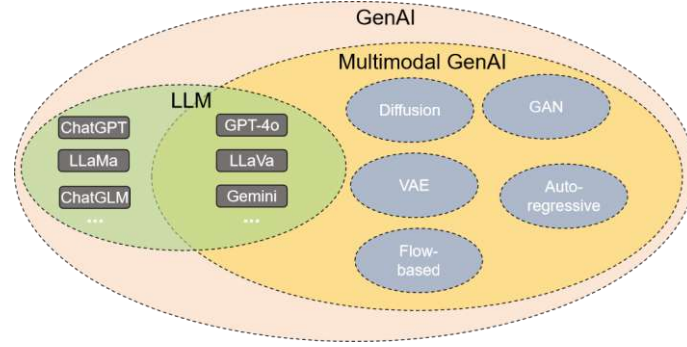 GenAI
Multimodal GenAI
LLM
ChatGPT
LLaMa
ChatGLM
...
GPT-4o
LLaVa
Gemini
...
Diffusion
GAN
VAE
Auto-
regressive
Flow-
based